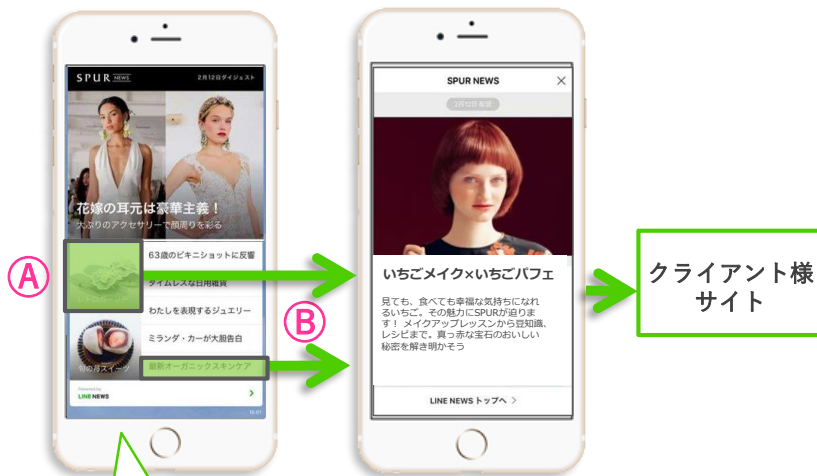 SPUR NEWS
2月12日ダイジェスト
花嫁の耳元は豪華主義！
大ぶりのアクセサリーで顔周りを彩る
Ⓐ
63歳のビキニショットに反響
タイムレスな日用雑貨
わたしを表現するジュエリー
ミランダ・カーが大胆告白
旬の苺スイーツ
最新オーガニックスキンケア
Powered by
LINE NEWS
10:01
Ⓑ
SPUR NEWS
2月12日 配信
いちごメイク×いちごパフェ
見ても、食べても幸福な気持ちになれ
るいちご。その魅力にSPURが迫りま
す！ メイクアップレッスンから豆知識、
レシピまで。真っ赤な宝石のおいしい
秘密を解き明かそう
LINE NEWS トップへ
クライアント様
サイト